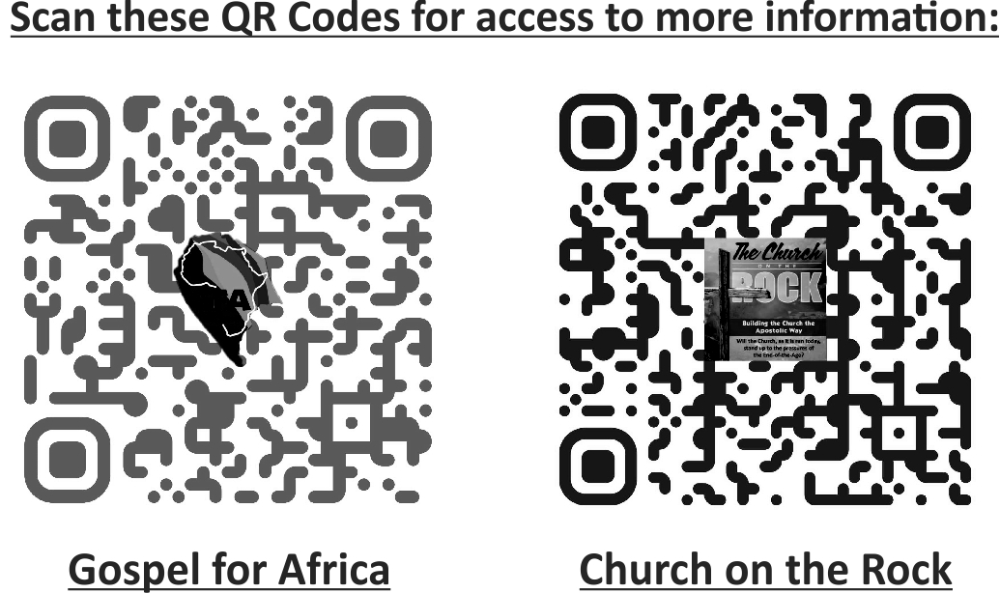 Scan these QR Codes for access to more information:
The Church
ON THE
ROCK
Building the Church the
Apostolic Way
Will the Church, as it is ran today,
stand up to the pressures of
the End-of-the-Age?
Gospel for Africa
Church on the Rock